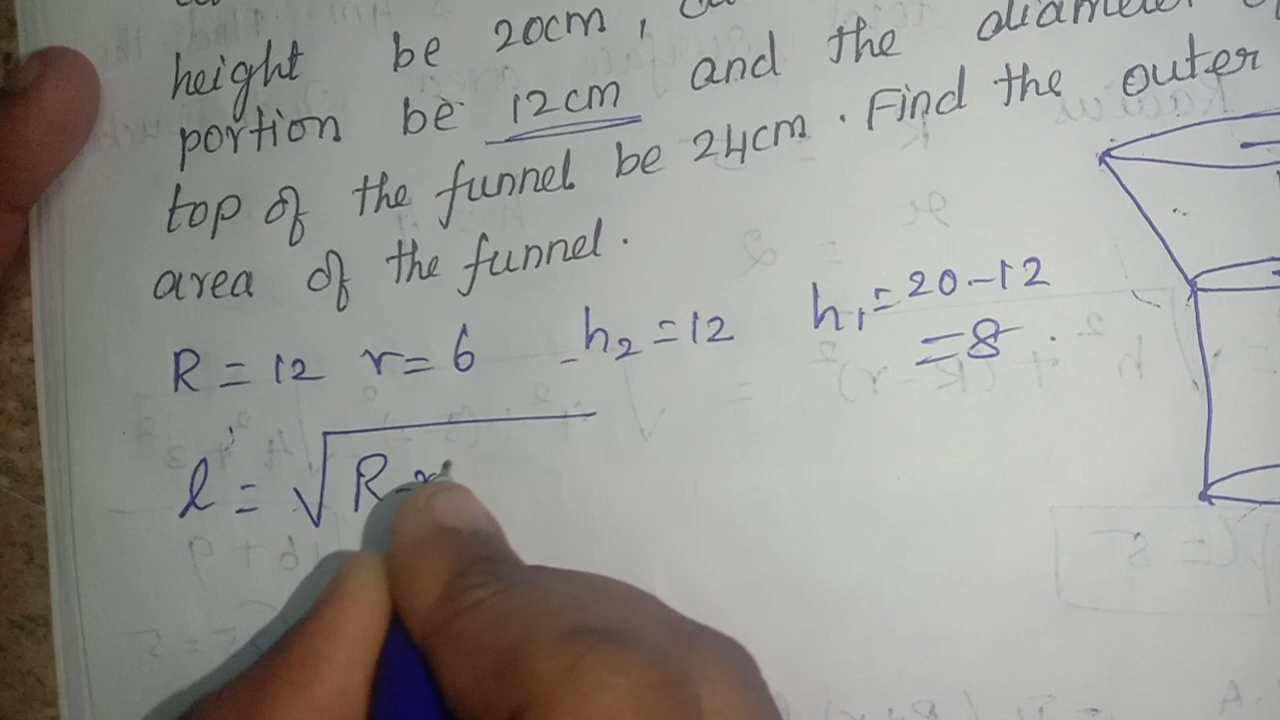 height be 20cm,
portion be 12cm and the diameter
top of the funnel be 24cm. Find the outer
area of the funnel.
R = 12 r = 6 h2 = 12 h1 = 20-12
= 8.
l = √R-r